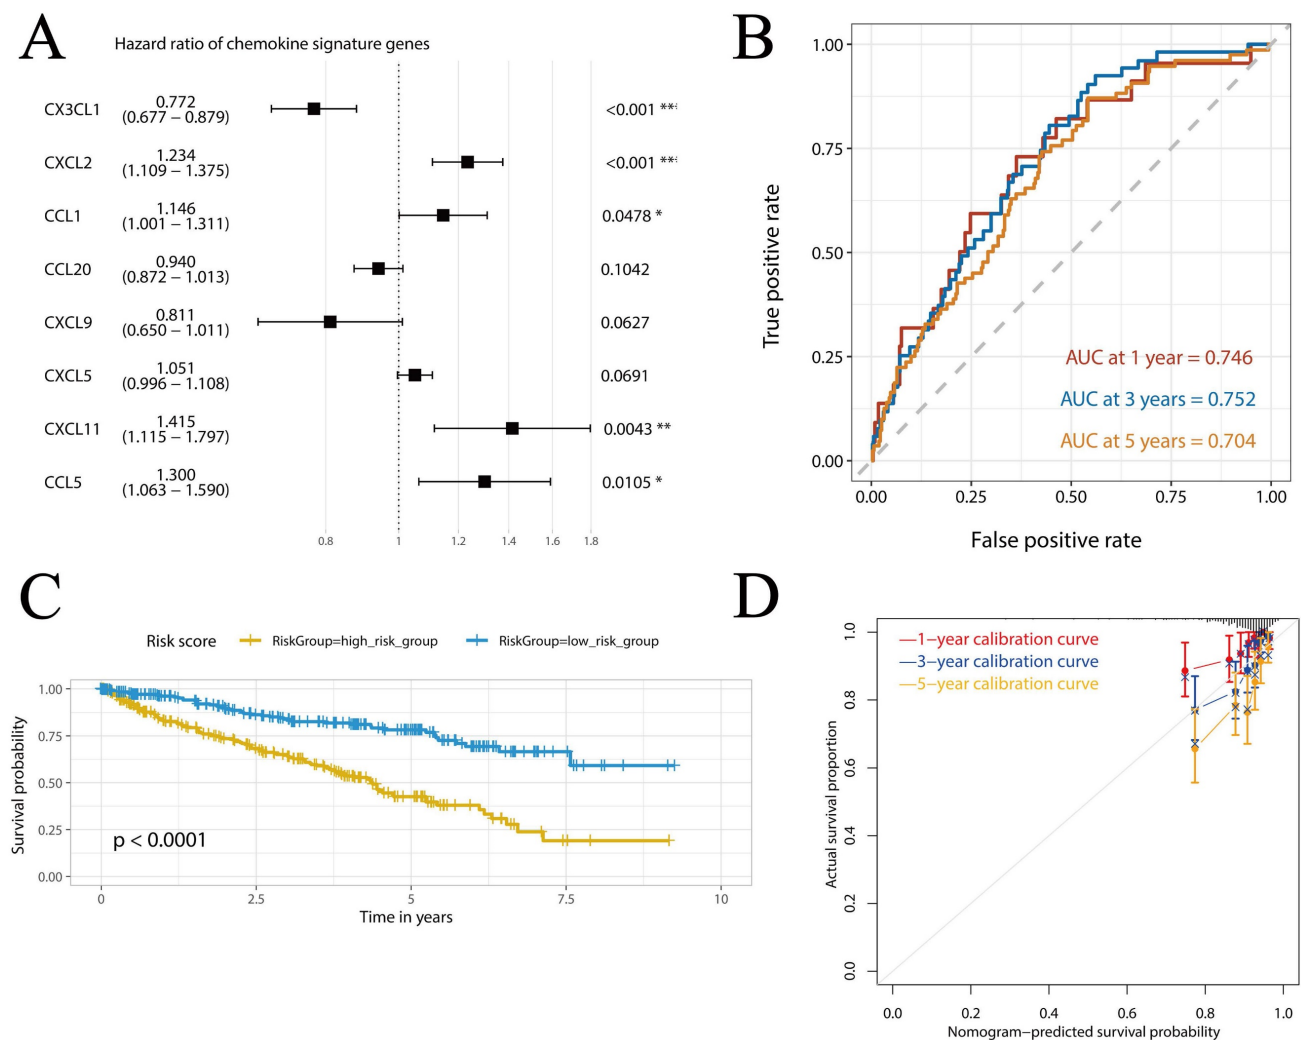 A
Hazard ratio of chemokine signature genes
CX3CL1 0.772 (0.677 – 0.879) <0.001 ***
CXCL2 1.234 (1.109 – 1.375) <0.001 ***
CCL1 1.146 (1.001 – 1.311) 0.0478 *
CCL20 0.940 (0.872 – 1.013) 0.1042
CXCL9 0.811 (0.650 – 1.011) 0.0627
CXCL5 1.051 (0.996 – 1.108) 0.0691
CXCL11 1.415 (1.115 – 1.797) 0.0043 **
CCL5 1.300 (1.063 – 1.590) 0.0105 *
0.8 1 1.2 1.4 1.6 1.8
B
True positive rate
1.00
0.75
0.50
0.25
0.00
AUC at 1 year = 0.746
AUC at 3 years = 0.752
AUC at 5 years = 0.704
0.00 0.25 0.50 0.75 1.00
False positive rate
C
Risk score RiskGroup=high_risk_group RiskGroup=low_risk_group
Survival probability
1.00
0.75
0.50
0.25
0.00
p < 0.0001
0 2.5 5 7.5 10
Time in years
D
Actual survival proportion
1.0
0.8
0.6
0.4
0.2
0.0
1−year calibration curve
3−year calibration curve
5−year calibration curve
0.0 0.2 0.4 0.6 0.8 1.0
Nomogram−predicted survival probability